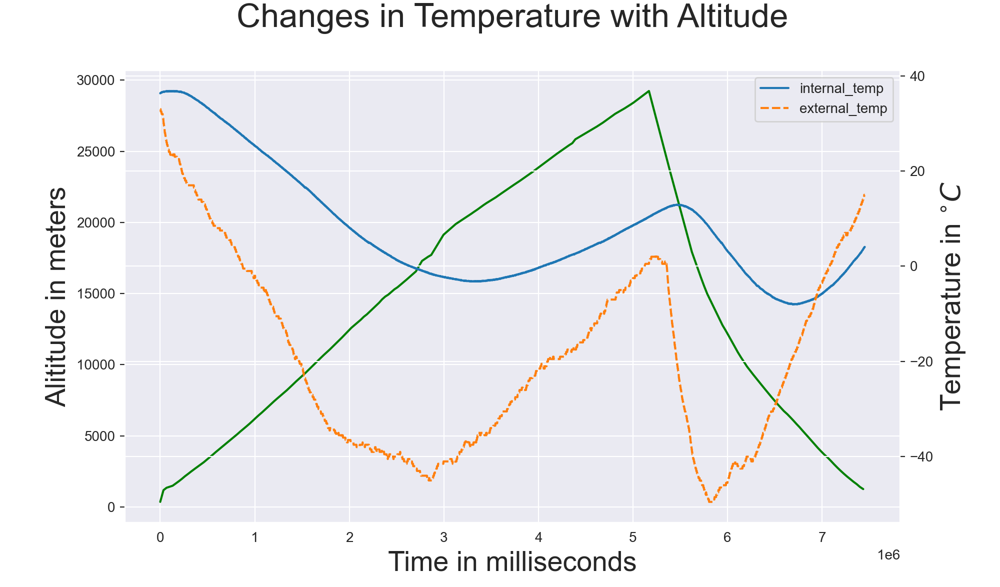 Changes in Temperature with Altitude
30000
25000
20000
15000
10000
5000
0
Alititude in meters
internal_temp
external_temp
40
20
0
−20
−40
Temperature in °C
0 1 2 3 4 5 6 7
1e6
Time in milliseconds